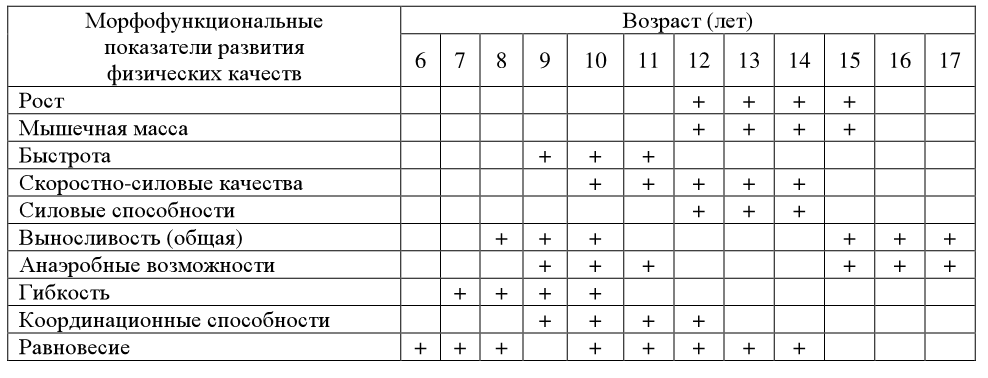 Морфофункциональные показатели развития физических качеств Возраст (лет)
6 7 8 9 10 11 12 13 14 15 16 17
Рост + + + +
Мышечная масса + + + +
Быстрота + + +
Скоростно-силовые качества + + + + +
Силовые способности + + +
Выносливость (общая) + + + + + +
Анаэробные возможности + + + + + +
Гибкость + + + +
Координационные способности + + + +
Равновесие + + + + + + + +